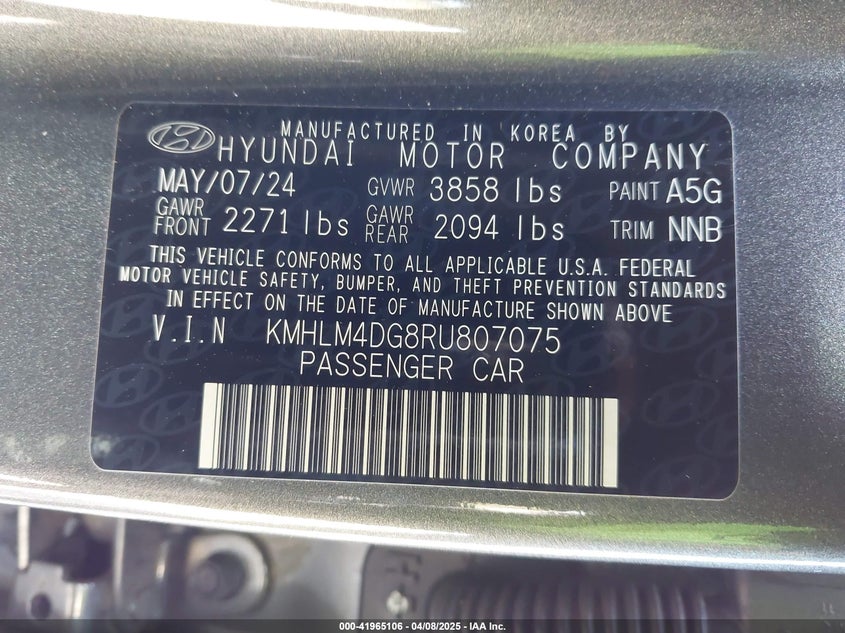 MANUFACTURED IN KOREA BY
HYUNDAI MOTOR COMPANY
MAY/07/24 GVWR 3858 lbs PAINT A5G
GAWR FRONT 2271 lbs GAWR REAR 2094 lbs TRIM NNB
THIS VEHICLE CONFORMS TO ALL APPLICABLE U.S.A. FEDERAL
MOTOR VEHICLE SAFETY, BUMPER, AND THEFT PREVENTION STANDARDS
IN EFFECT ON THE DATE OF MANUFACTURE SHOWN ABOVE
V.I.N KMHLM4DG8RU807075
PASSENGER CAR
000-41965106 - 04/08/2025 - IAA Inc.